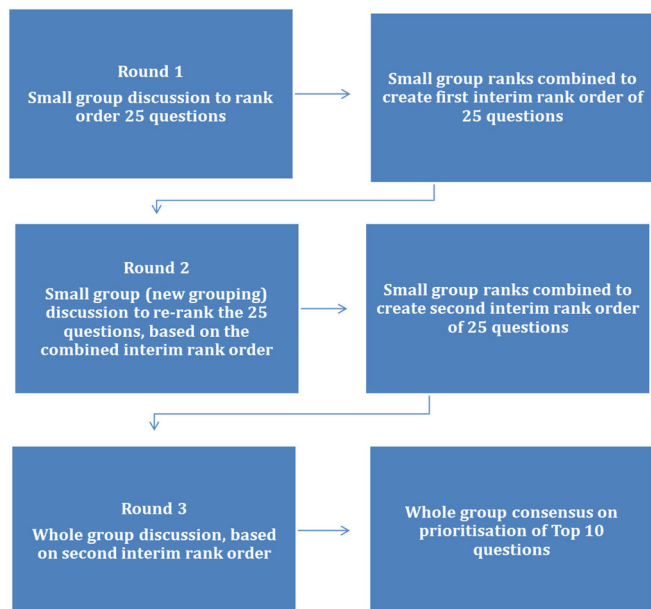 Round 1
Small group discussion to rank
order 25 questions
Small group ranks combined to
create first interim rank order of
25 questions
Round 2
Small group (new grouping)
discussion to re-rank the 25
questions, based on the
combined interim rank order
Small group ranks combined to
create second interim rank order
of 25 questions
Round 3
Whole group discussion, based
on second interim rank order
Whole group consensus on
prioritisation of Top 10
questions